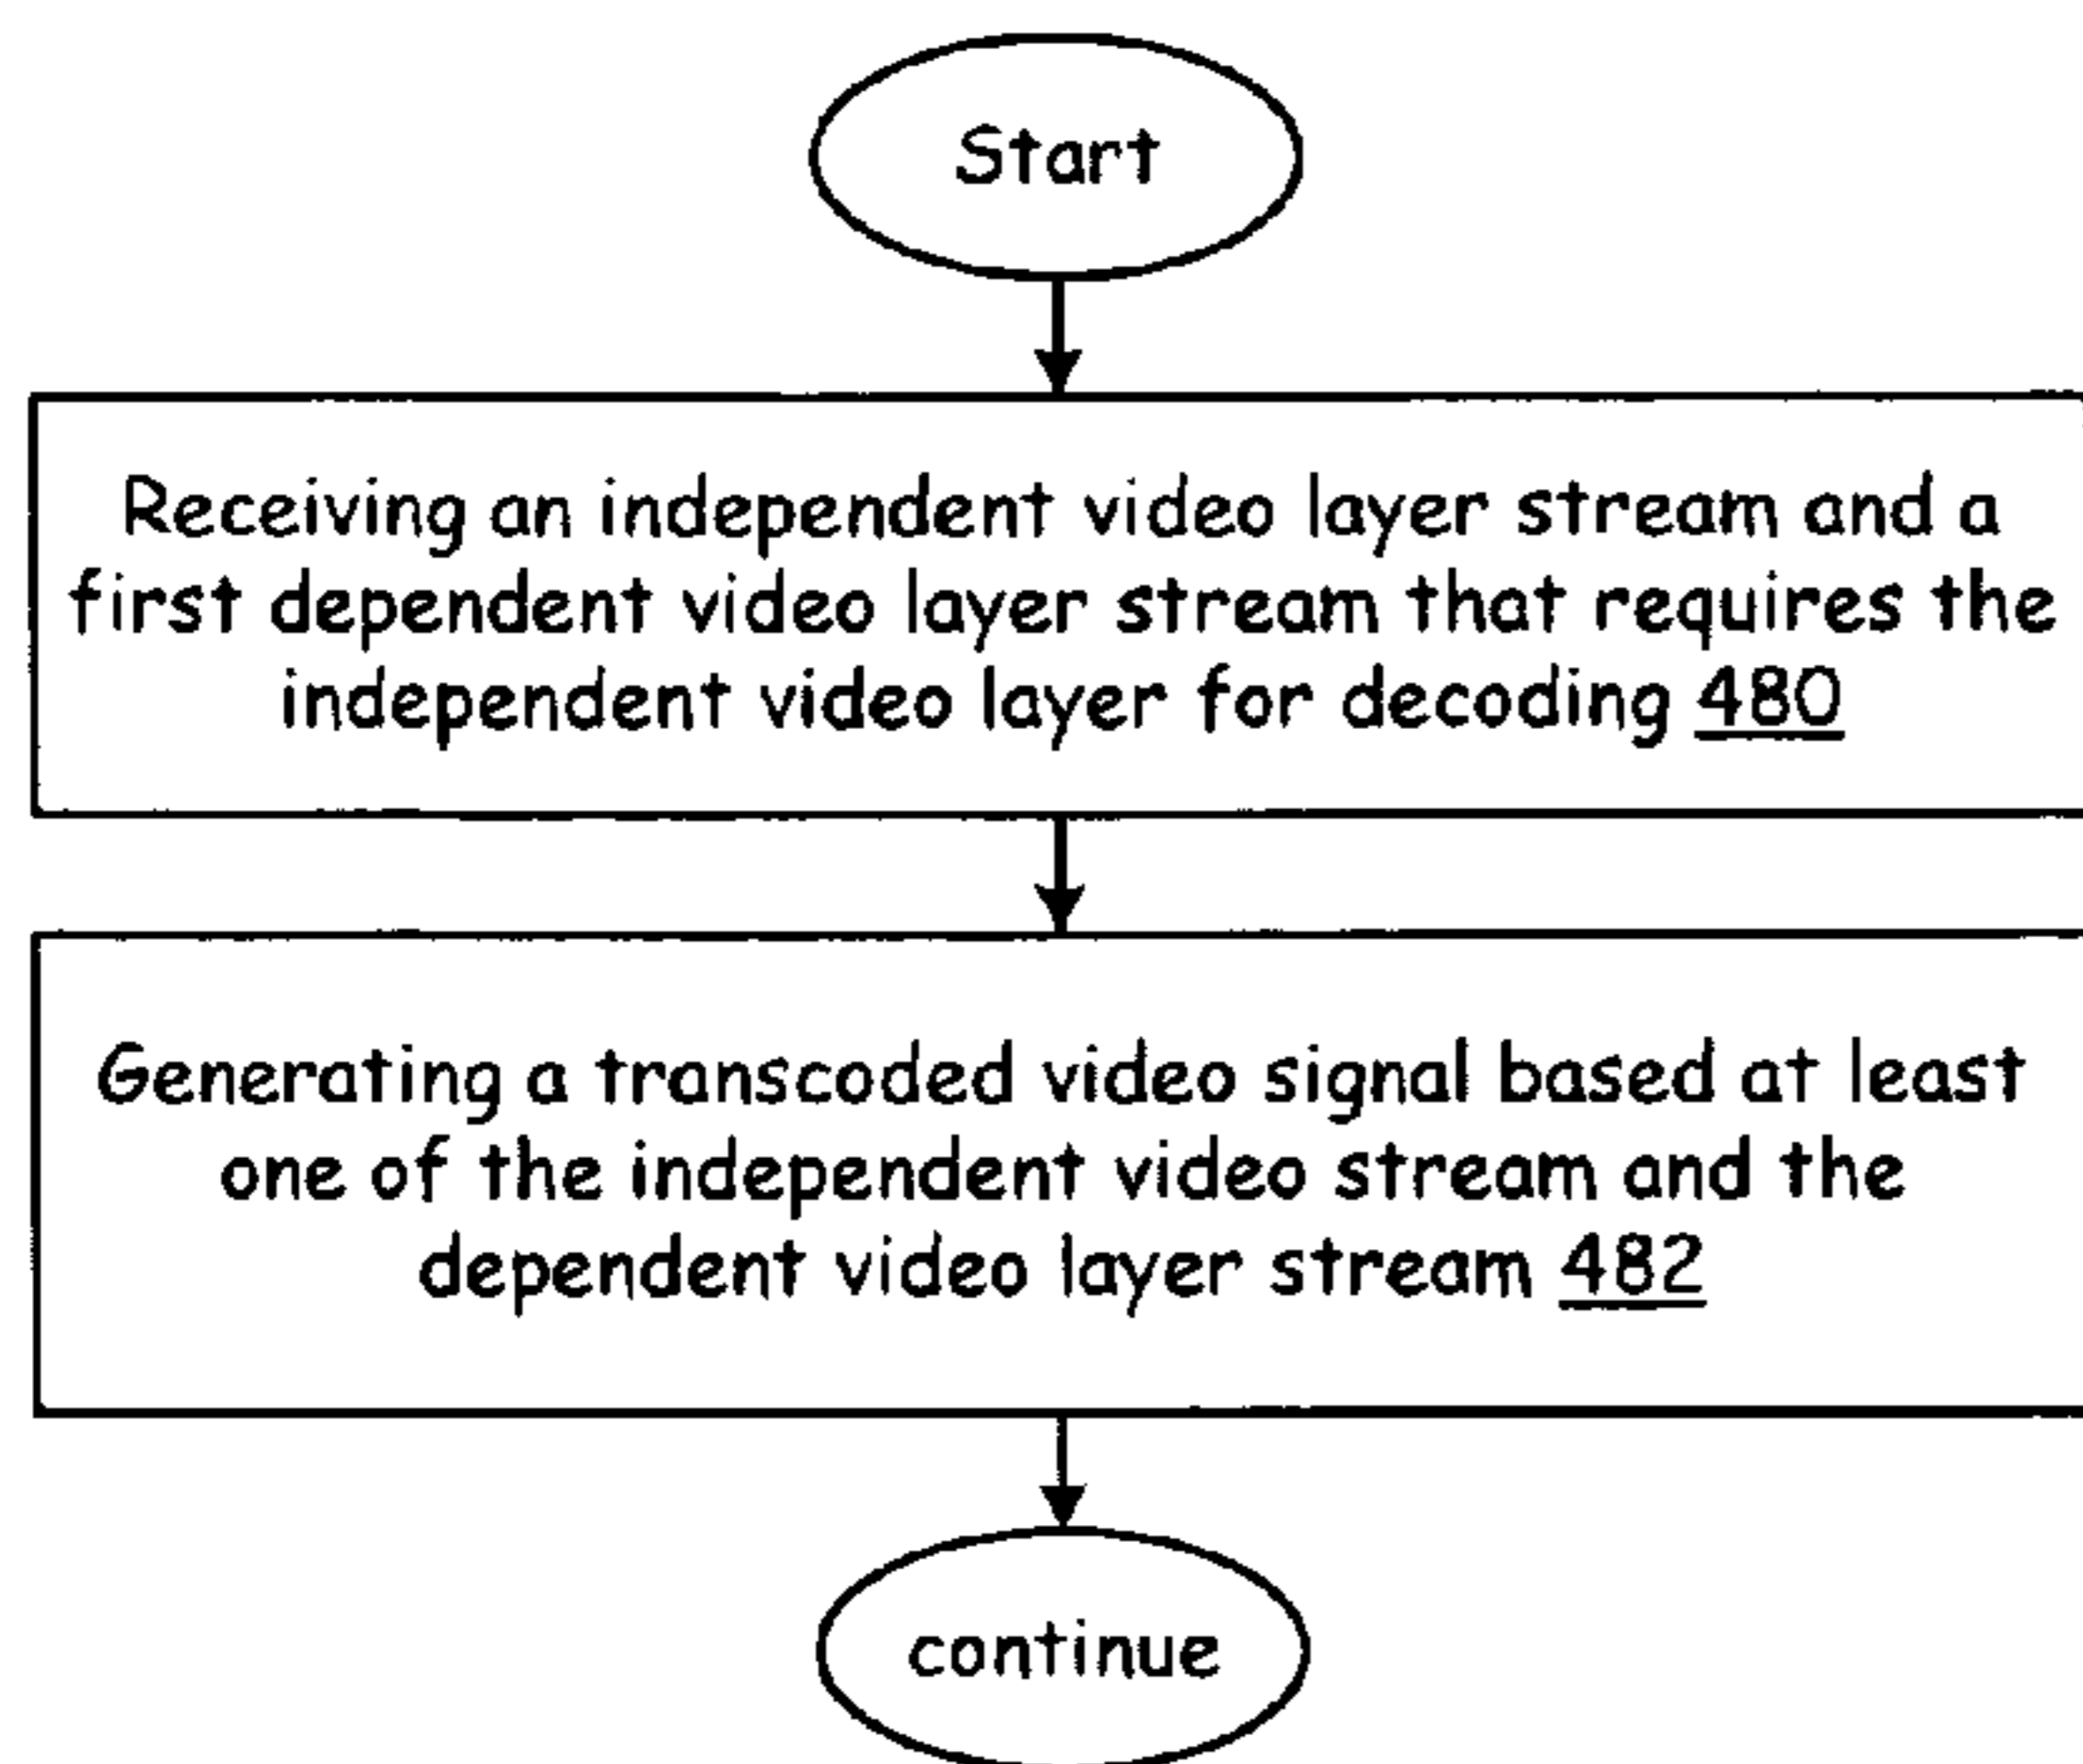 Start
Receiving an independent video layer stream and a
first dependent video layer stream that requires the
independent video layer for decoding 480
Generating a transcoded video signal based at least
one of the independent video stream and the
dependent video layer stream 482
continue